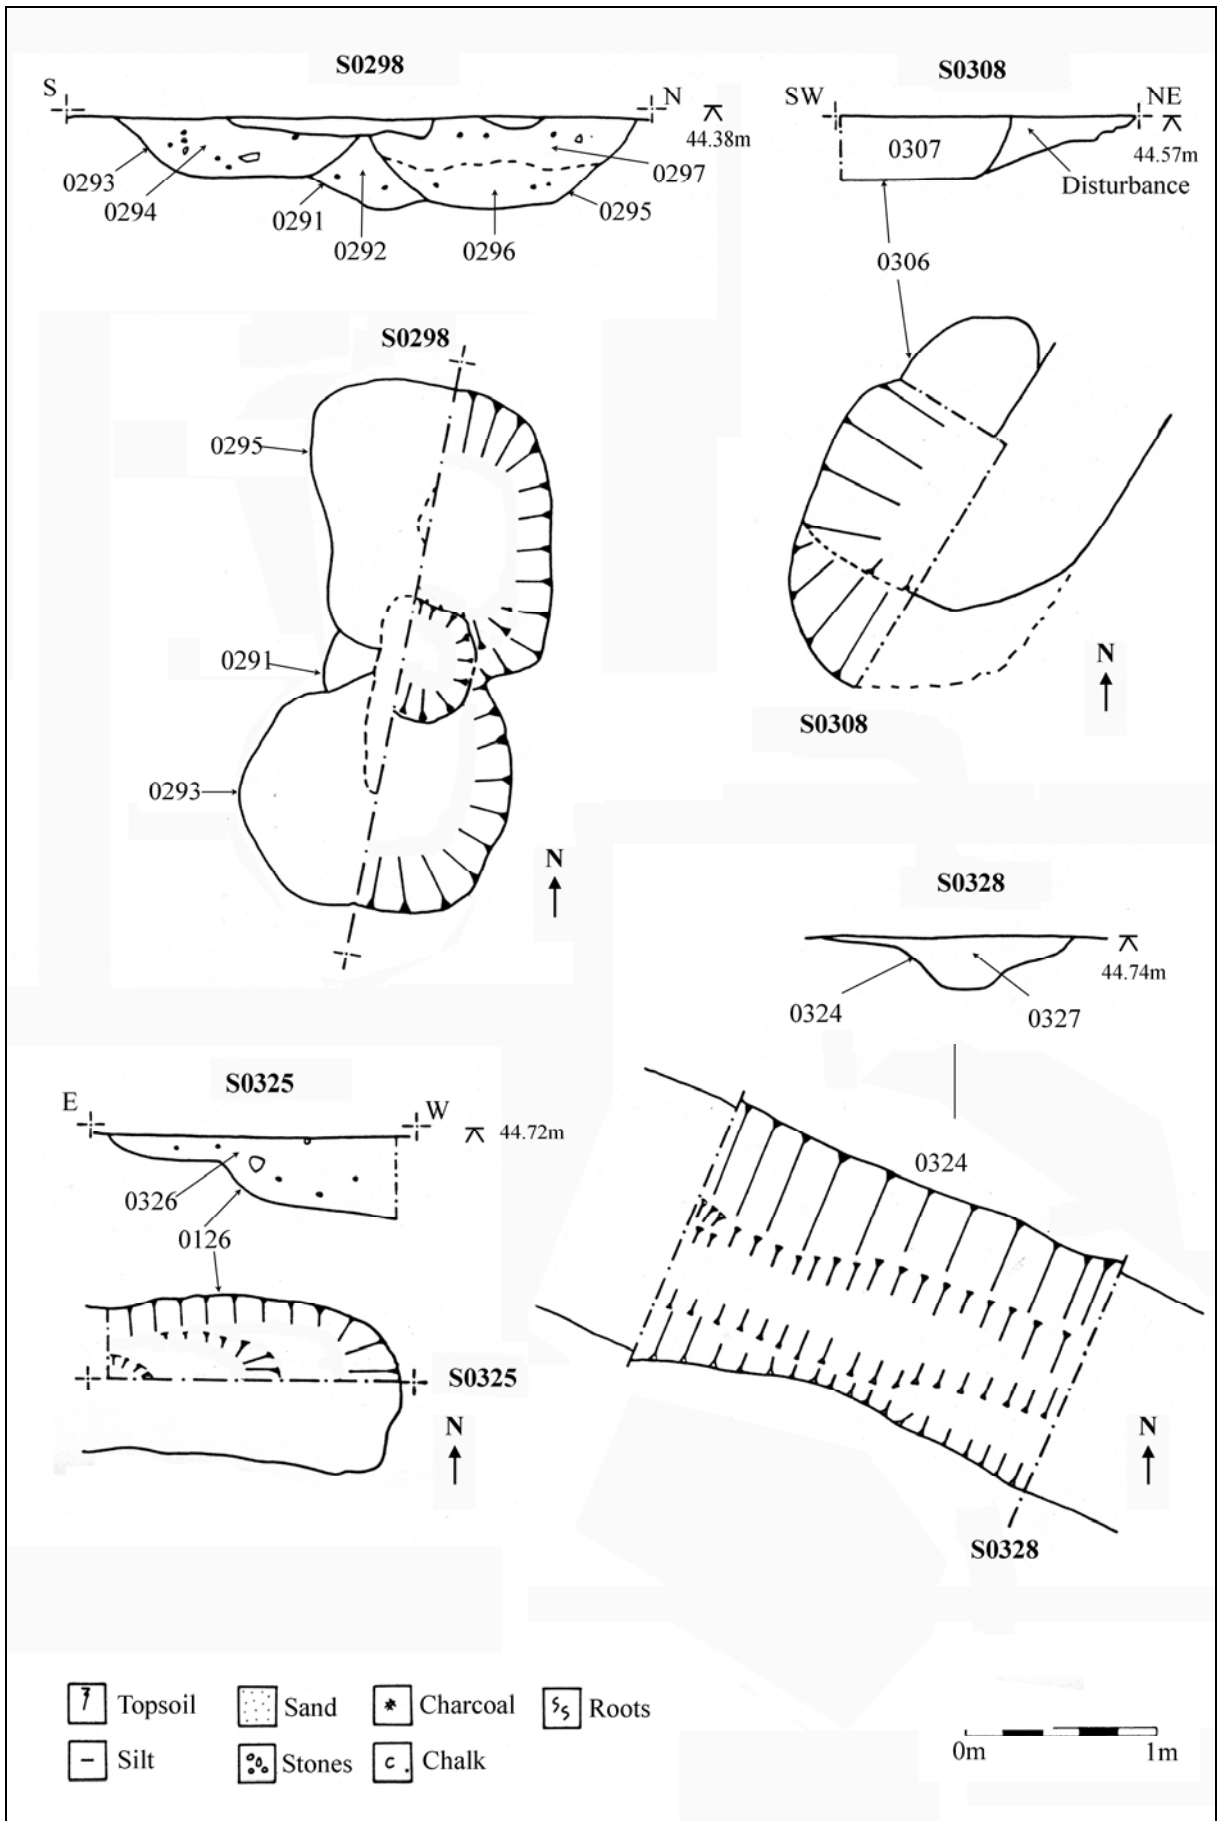 S0298
S
N
44.38m
0293
0294
0291
0292
0296
0297
0295
S0308
SW
NE
0307
44.57m
Disturbance
0306
S0298
0295
0291
0293
N
N
S0308
S0328
44.74m
0324
0327
S0325
E
W
44.72m
0326
0126
S0325
N
0324
N
S0328
Topsoil
Sand
Charcoal
Roots
Silt
Stones
Chalk
0m
1m